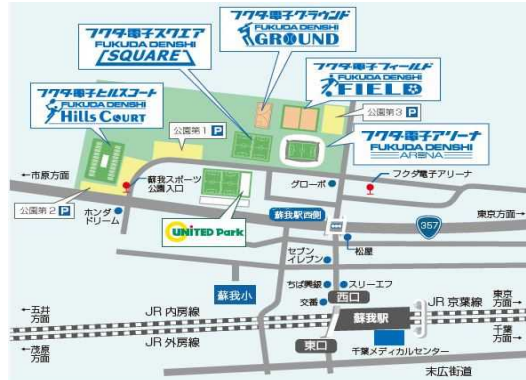 フクダ電子スクエア
FUKUDA DENSHI
SQUARE
フクダ電子グラウンド
FUKUDA DENSHI
GROUND
フクダ電子ヒルスコート
FUKUDA DENSHI
Hills COURT
フクダ電子フィールド
FUKUDA DENSHI
FIELD
公園第1 P
公園第3 P
フクダ電子アリーナ
FUKUDA DENSHI
ARENA
←市原方面
蘇我スポーツ
公園入口
グローボ
フクダ電子アリーナ
公園第2 P
ホンダ
ドリーム
UNITED Park
蘇我駅西側
357
東京方面→
セブン
イレブン
松屋
蘇我小
ちば興銀
スリーエフ
交番
西口
←五井
方面
JR 内房線
蘇我駅
JR 京葉線
東京→
方面
←茂原
方面
JR 外房線
東口
千葉→
方面
千葉メディカルセンター
末広街道